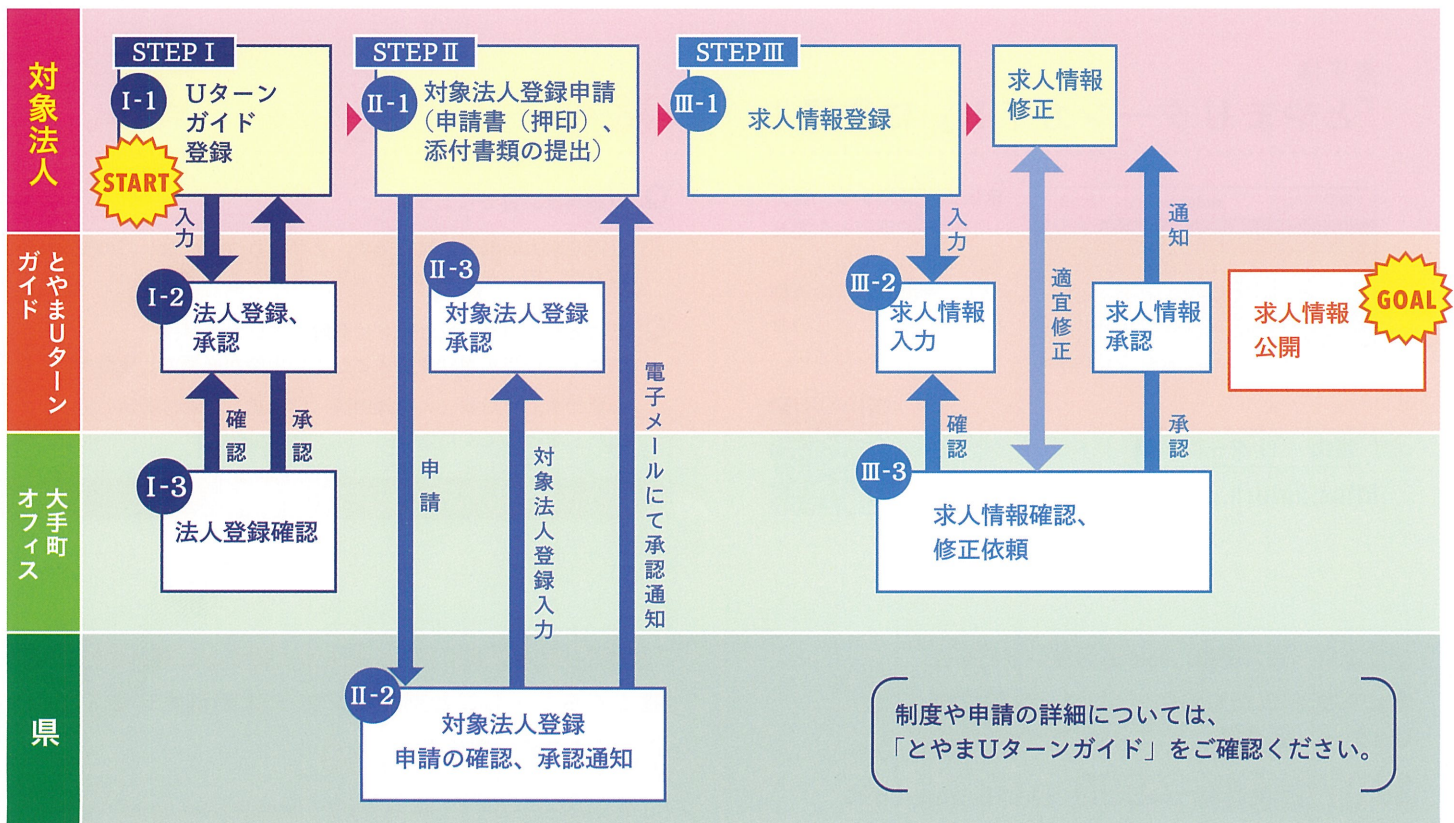 対象法人
STEP I
I-1
Uターン
ガイド
登録
START
STEP II
II-1
対象法人登録申請
(申請書(押印)、
添付書類の提出)
STEP III
III-1
求人情報登録
求人情報
修正
入力
入力
通知
とやまUターン
ガイド
I-2
法人登録、
承認
II-3
対象法人登録
承認
III-2
求人情報
入力
適宜修正
求人情報
承認
求人情報
公開
GOAL
確認
承認
申請
対象法人登録入力
電子メールにて承認通知
確認
承認
大手町
オフィス
I-3
法人登録確認
III-3
求人情報確認、
修正依頼
県
II-2
対象法人登録
申請の確認、承認通知
制度や申請の詳細については、
「とやまUターンガイド」をご確認ください。